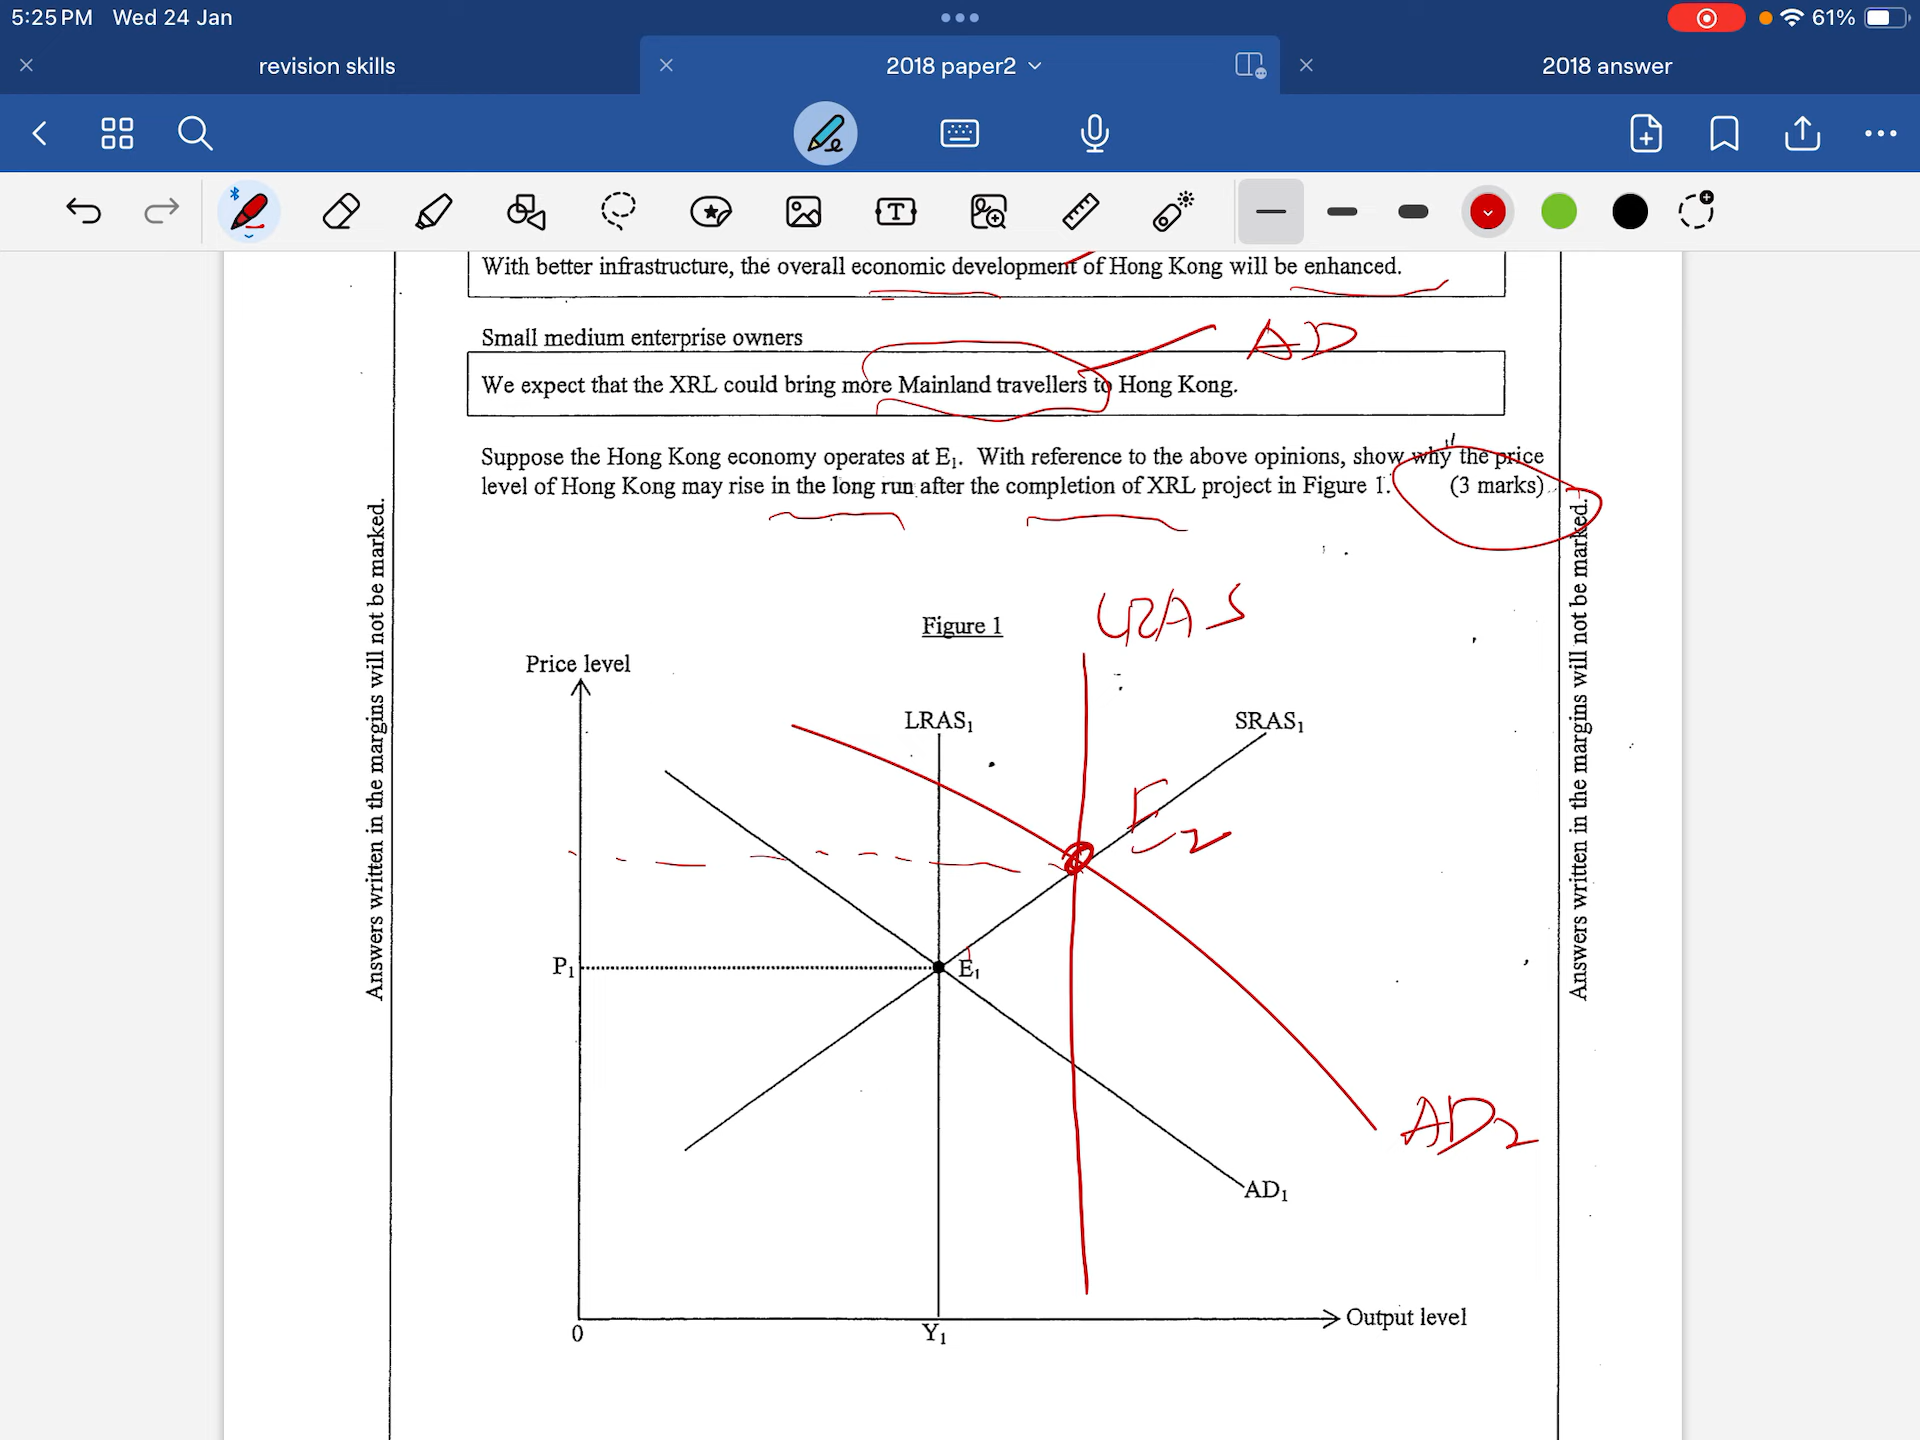 5:25 PM Wed 24 Jan
61%
revision skills
2018 paper2
2018 answer
With better infrastructure, the overall economic development of Hong Kong will be enhanced.
Small medium enterprise owners
AD
We expect that the XRL could bring more Mainland travellers to Hong Kong.
Suppose the Hong Kong economy operates at E₁. With reference to the above opinions, show why the price
level of Hong Kong may rise in the long run after the completion of XRL project in Figure 1. (3 marks)
Answers written in the margins will not be marked.
Answers written in the margins will not be marked.
LRAS
Figure 1
Price level
LRAS₁
SRAS₁
E₂
P₁
E₁
AD₂
AD₁
Output level
0
Y₁